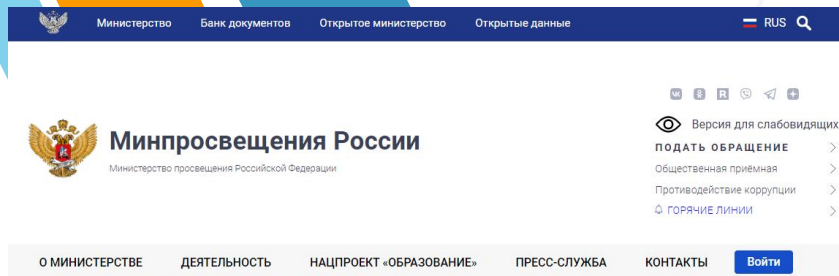 Министерство Банк документов Открытое министерство Открытые данные RUS
Версия для слабовидящих
Минпросвещения России
ПОДАТЬ ОБРАЩЕНИЕ
Министерство просвещения Российской Федерации
Общественная приёмная
Противодействие коррупции
ГОРЯЧИЕ ЛИНИИ
О МИНИСТЕРСТВЕ ДЕЯТЕЛЬНОСТЬ НАЦПРОЕКТ «ОБРАЗОВАНИЕ» ПРЕСС-СЛУЖБА КОНТАКТЫ Войти